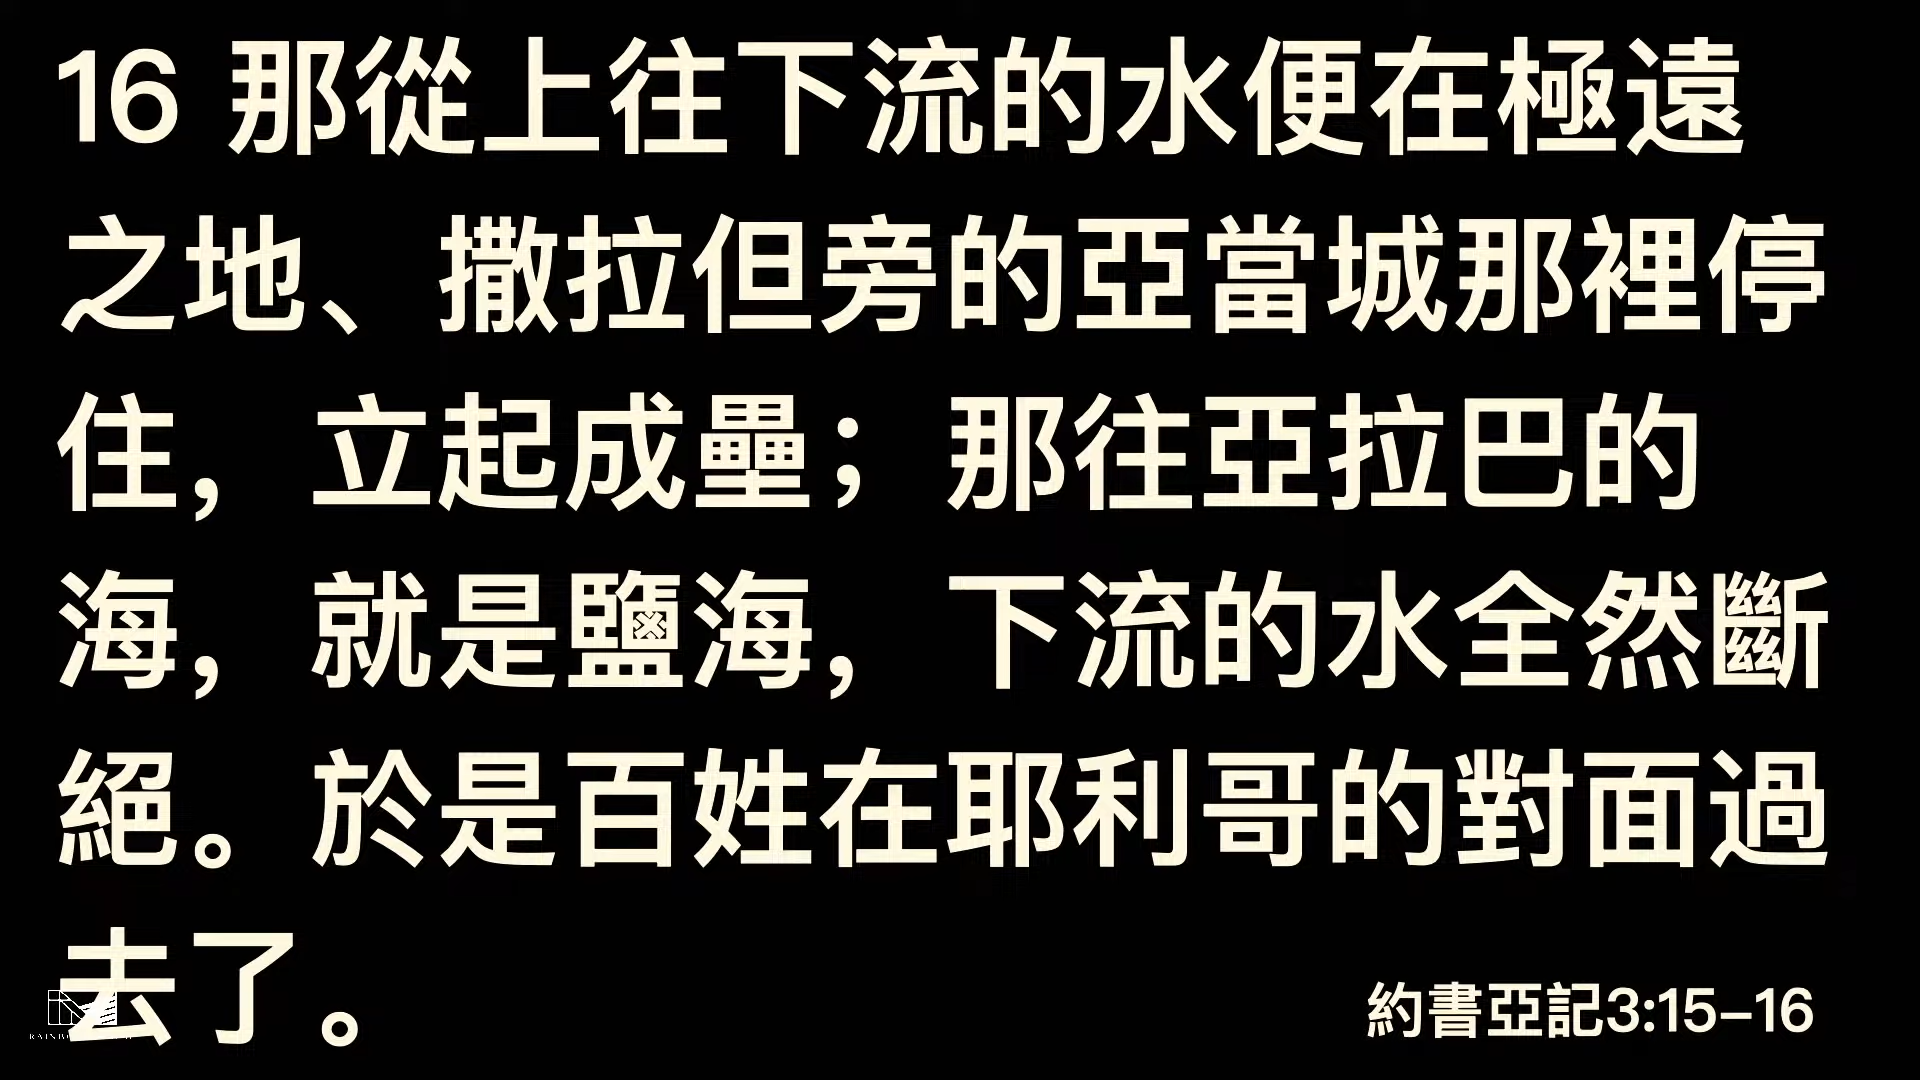 16 那從上往下流的水便在極遠
之地、撒拉但旁的亞當城那裡停
住，立起成壘；那往亞拉巴的
海，就是鹽海，下流的水全然斷
絕。於是百姓在耶利哥的對面過
去了。
約書亞記3:15–16